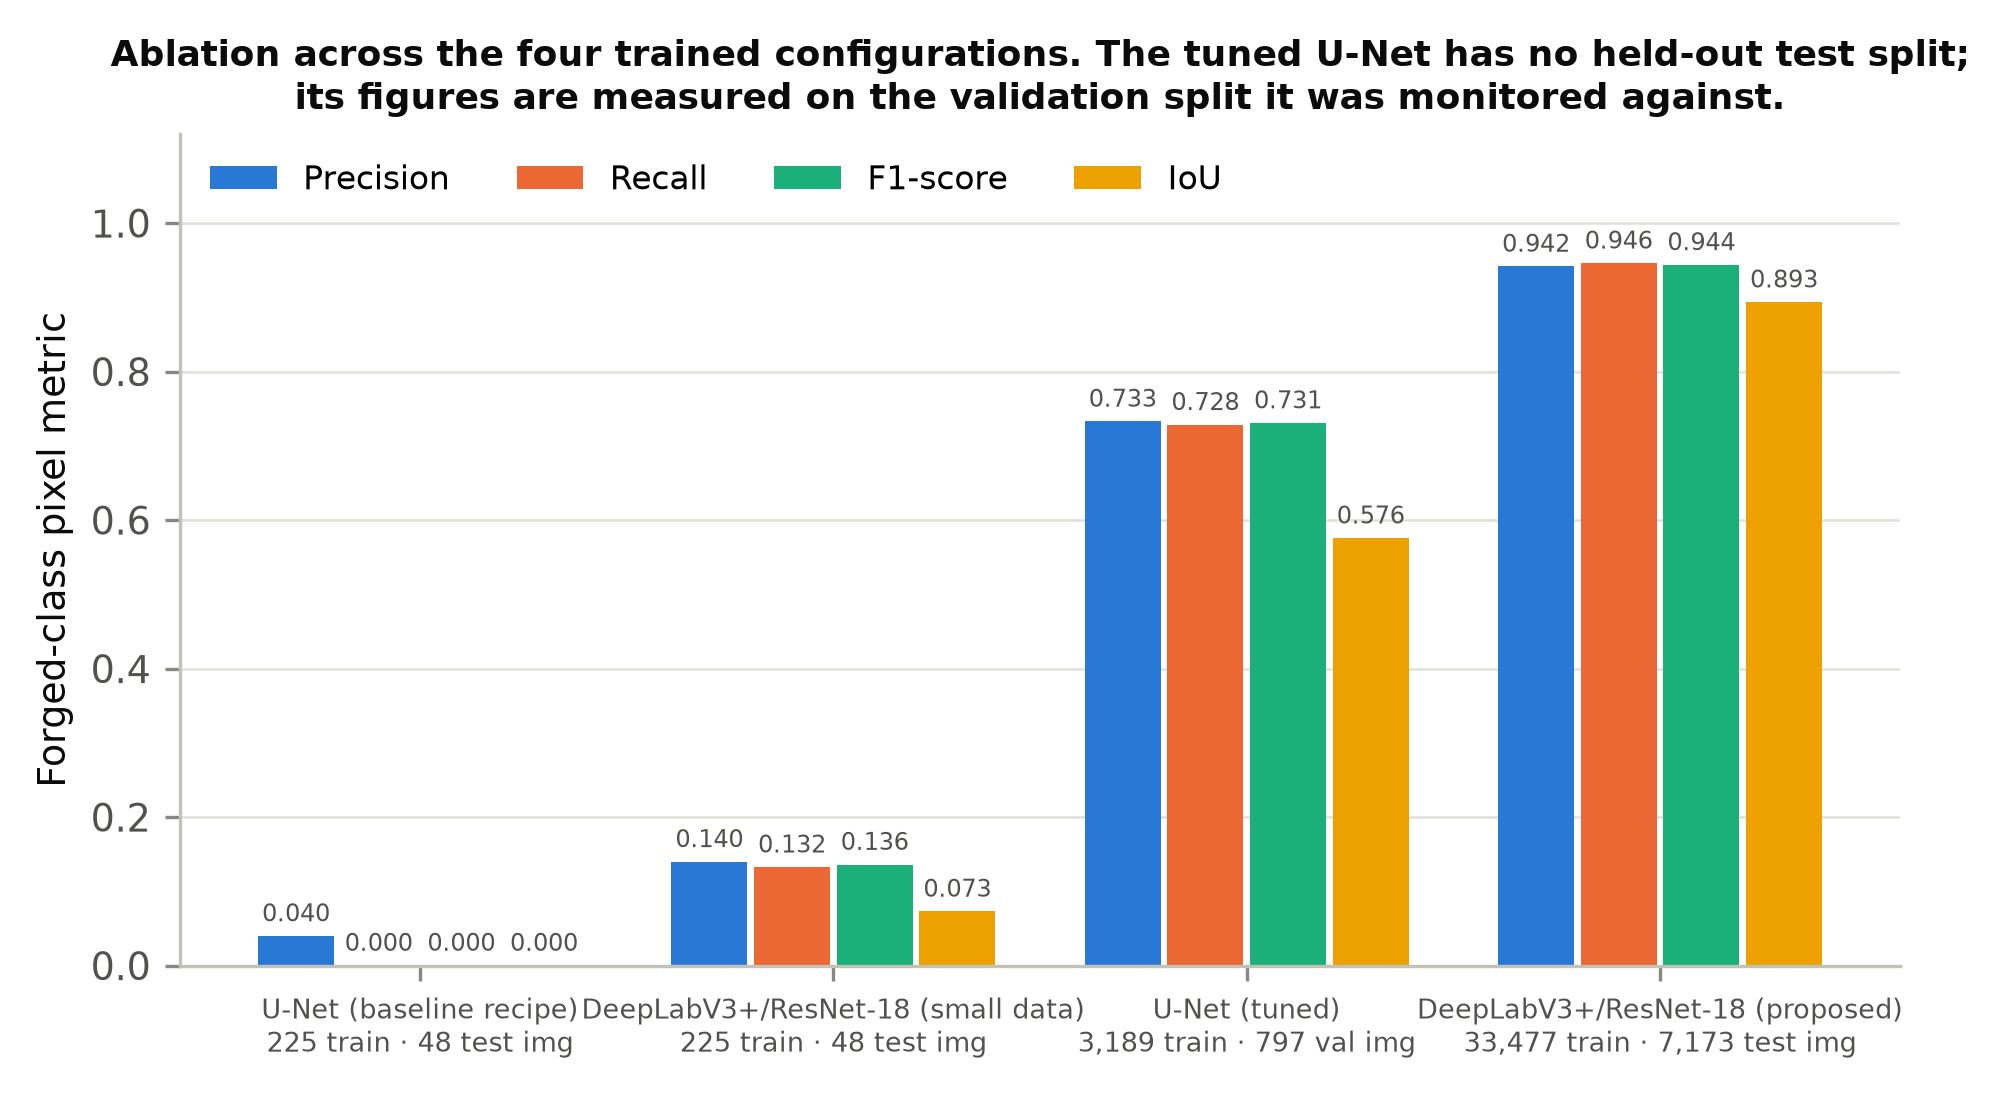 Ablation across the four trained configurations. The tuned U-Net has no held-out test split;
its figures are measured on the validation split it was monitored against.
Precision Recall F1-score IoU
Forged-class pixel metric
1.0
0.8
0.6
0.4
0.2
0.0
0.040 0.000 0.000 0.000
0.140 0.132 0.136 0.073
0.733 0.728 0.731 0.576
0.942 0.946 0.944 0.893
U-Net (baseline recipe)
225 train · 48 test img
DeepLabV3+/ResNet-18 (small data)
225 train · 48 test img
U-Net (tuned)
3,189 train · 797 val img
DeepLabV3+/ResNet-18 (proposed)
33,477 train · 7,173 test img